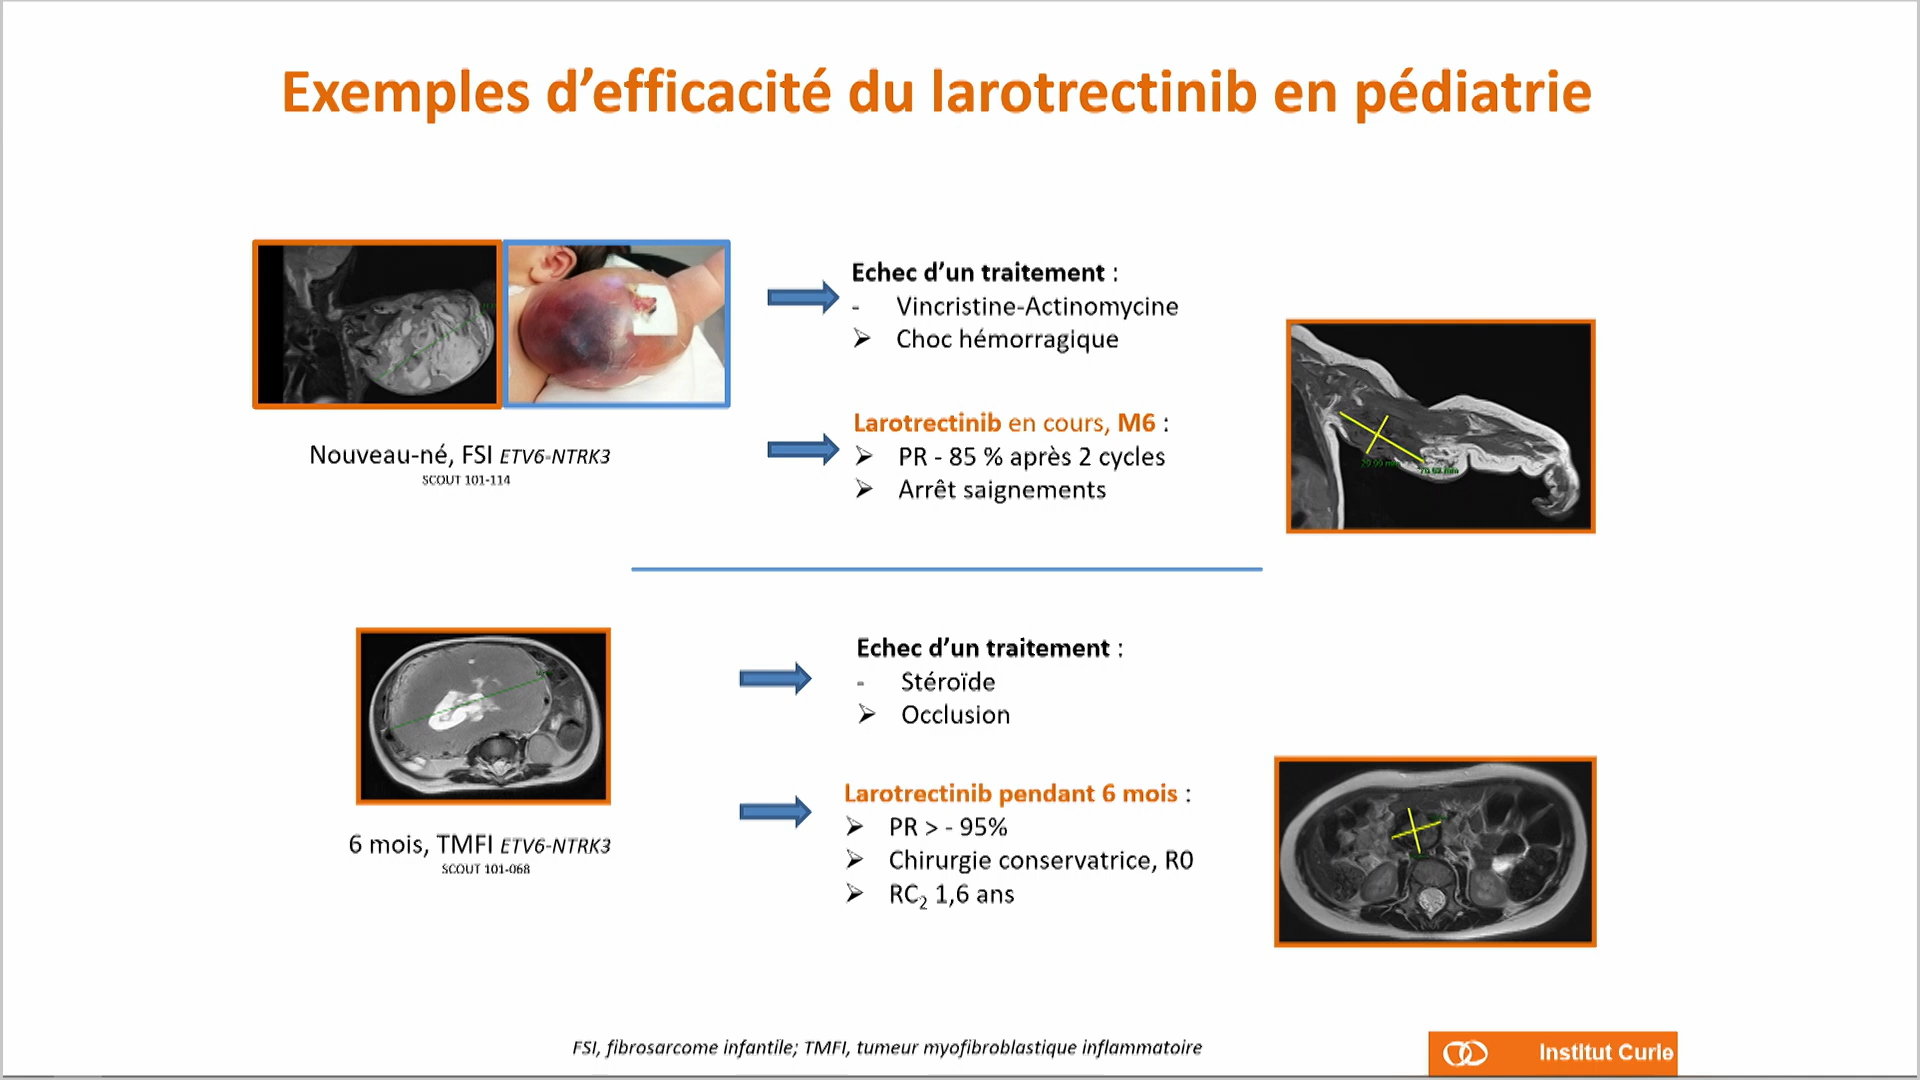 Exemples d’efficacité du larotrectinib en pédiatrie
Echec d’un traitement :
- Vincristine-Actinomycine
➢ Choc hémorragique
Larotrectinib en cours, M6 :
➢ PR - 85 % après 2 cycles
➢ Arrêt saignements
Nouveau-né, FSI ETV6-NTRK3
SCOUT 101-114
Echec d’un traitement :
- Stéroïde
➢ Occlusion
Larotrectinib pendant 6 mois :
➢ PR > - 95%
➢ Chirurgie conservatrice, R0
➢ RC2 1,6 ans
6 mois, TMFI ETV6-NTRK3
SCOUT 101-068
FSI, fibrosarcome infantile; TMFI, tumeur myofibroblastique inflammatoire
Institut Curie